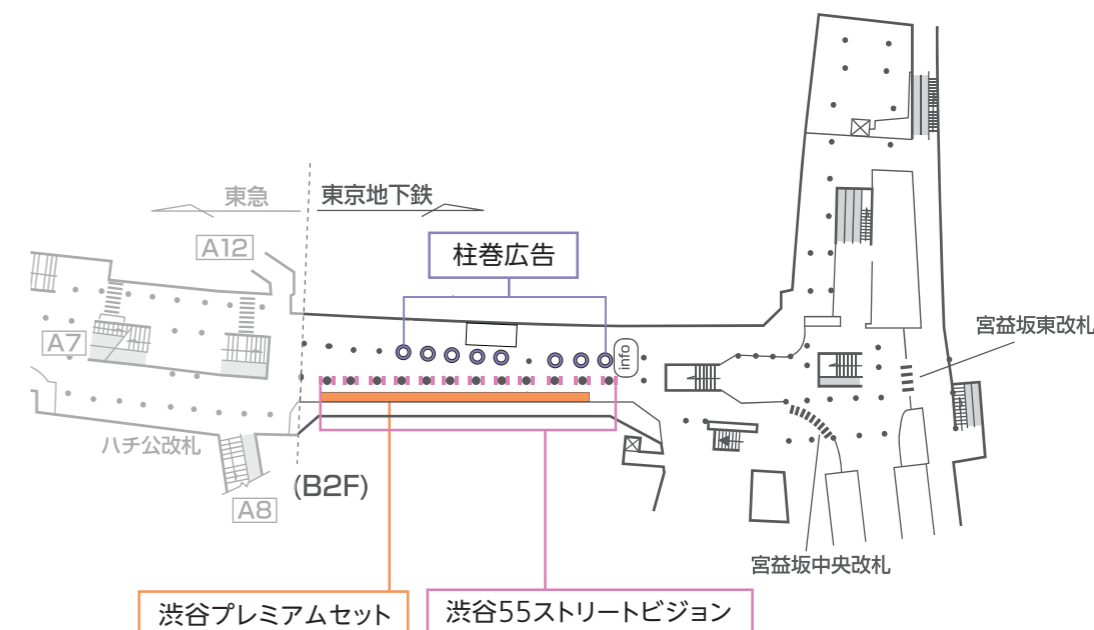 東急
東京地下鉄
A12
柱巻広告
A7
info
宮益坂東改札
ハチ公改札
(B2F)
A8
宮益坂中央改札
渋谷プレミアムセット
渋谷55ストリートビジョン